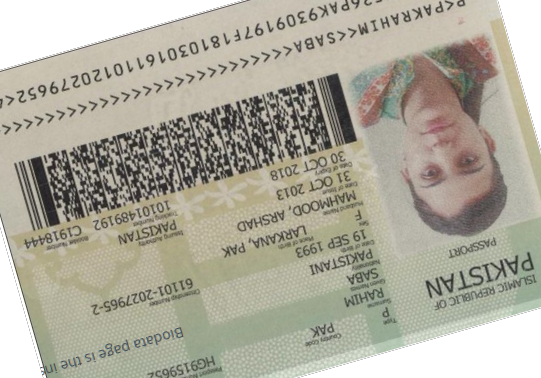 ISLAMIC REPUBLIC OF
PAKISTAN
PASSPORT
Type
P
Country Code
PAK
Passport Number
HG9159652
Surname
RAHIM
Given Names
SABA
Nationality
PAKISTANI
Date of Birth
19 SEP 1993
Citizenship Number
61101-2027965-2
Sex
F
Place of Birth
LARKANA, PAK
Husband Name
MAHMOOD, ARSHAD
Date of Issue
31 OCT 2013
Issuing Authority
PAKISTAN
Date of Expiry
30 OCT 2018
Tracking Number
10101489192
Booklet Number
C1918444
Biodata page is the in
P<PAKRAHIM<<SABA<<<<<<<<<<<<<<<<<<<
526PAK9309197F18103016110120279652<